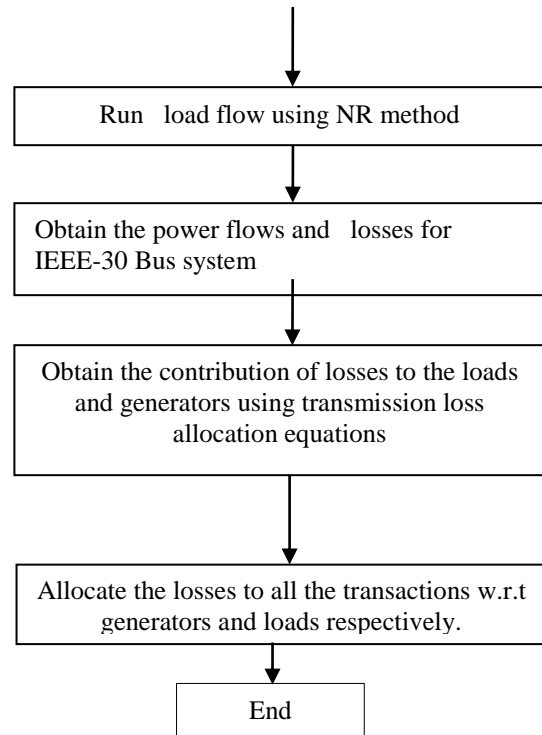 Run load flow using NR method
Obtain the power flows and losses for
IEEE-30 Bus system
Obtain the contribution of losses to the loads
and generators using transmission loss
allocation equations
Allocate the losses to all the transactions w.r.t
generators and loads respectively.
End